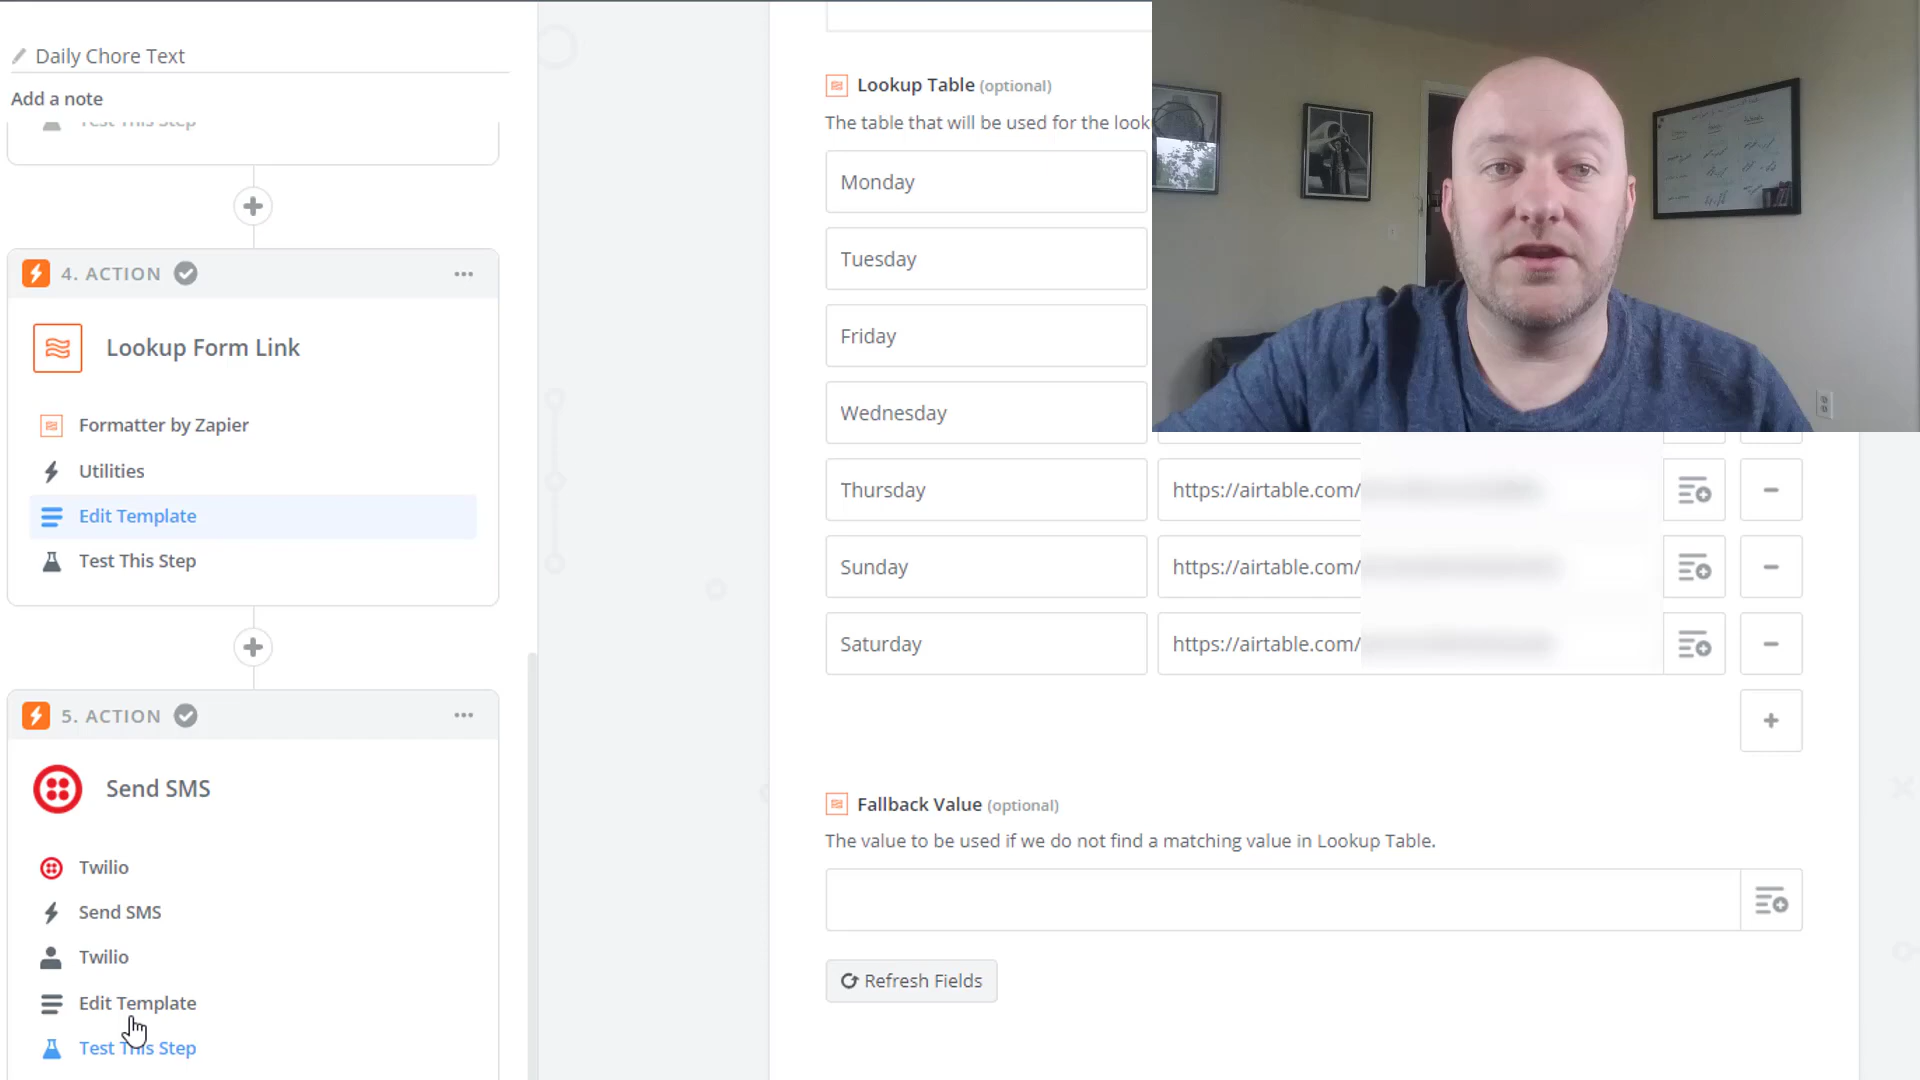 Daily Chore Text
Add a note
Test This Step
4. ACTION
Lookup Form Link
Formatter by Zapier
Utilities
Edit Template
Test This Step
5. ACTION
Send SMS
Twilio
Send SMS
Twilio
Edit Template
Test This Step
Lookup Table (optional)
The table that will be used for the look
Monday
Tuesday
Friday
Wednesday
Thursday https://airtable.com/
Sunday https://airtable.com/
Saturday https://airtable.com/
Fallback Value (optional)
The value to be used if we do not find a matching value in Lookup Table.
Refresh Fields